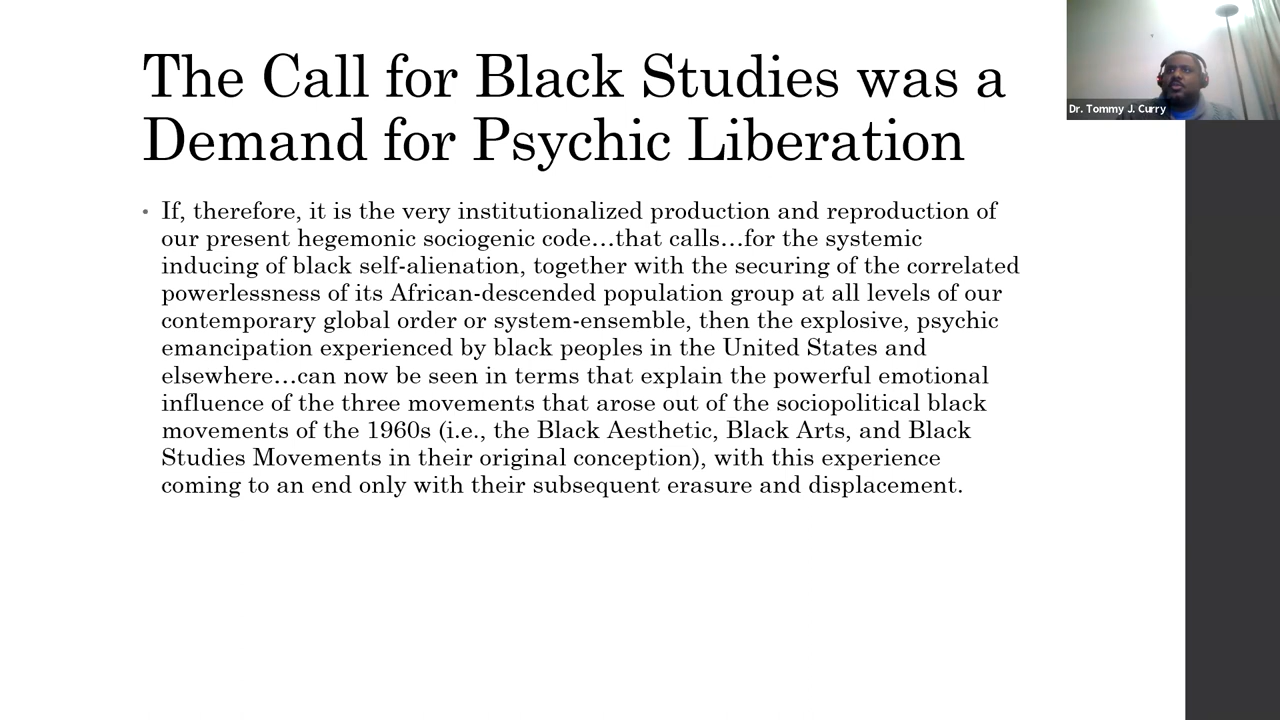 The Call for Black Studies was a
Demand for Psychic Liberation
• If, therefore, it is the very institutionalized production and reproduction of
our present hegemonic sociogenic code…that calls…for the systemic
inducing of black self-alienation, together with the securing of the correlated
powerlessness of its African-descended population group at all levels of our
contemporary global order or system-ensemble, then the explosive, psychic
emancipation experienced by black peoples in the United States and
elsewhere…can now be seen in terms that explain the powerful emotional
influence of the three movements that arose out of the sociopolitical black
movements of the 1960s (i.e., the Black Aesthetic, Black Arts, and Black
Studies Movements in their original conception), with this experience
coming to an end only with their subsequent erasure and displacement.
Dr. Tommy J. Curry